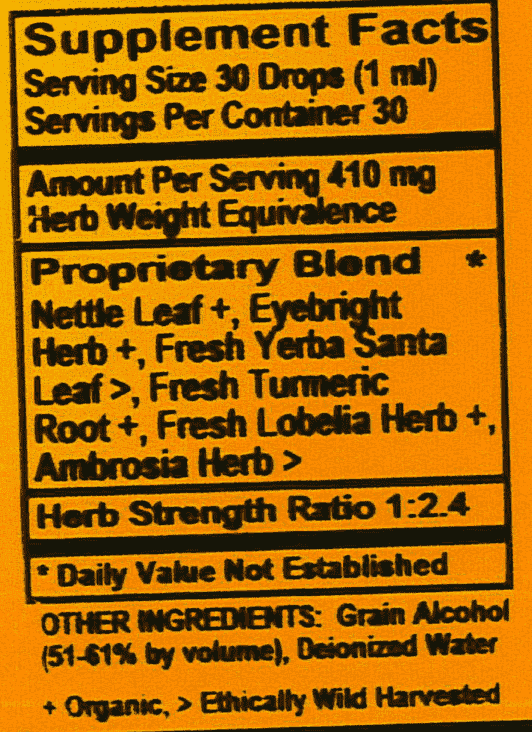 Supplement Facts
Serving Size 30 Drops (1 ml)
Servings Per Container 30
Amount Per Serving 410 mg
Herb Weight Equivalence
Proprietary Blend *
Nettle Leaf +, Eyebright
Herb +, Fresh Yerba Santa
Leaf >, Fresh Turmeric
Root +, Fresh Lobelia Herb +,
Ambrosia Herb >
Herb Strength Ratio 1:2.4
* Daily Value Not Established
OTHER INGREDIENTS: Grain Alcohol
(51-61% by volume), Deionized Water
+ Organic, > Ethically Wild Harvested